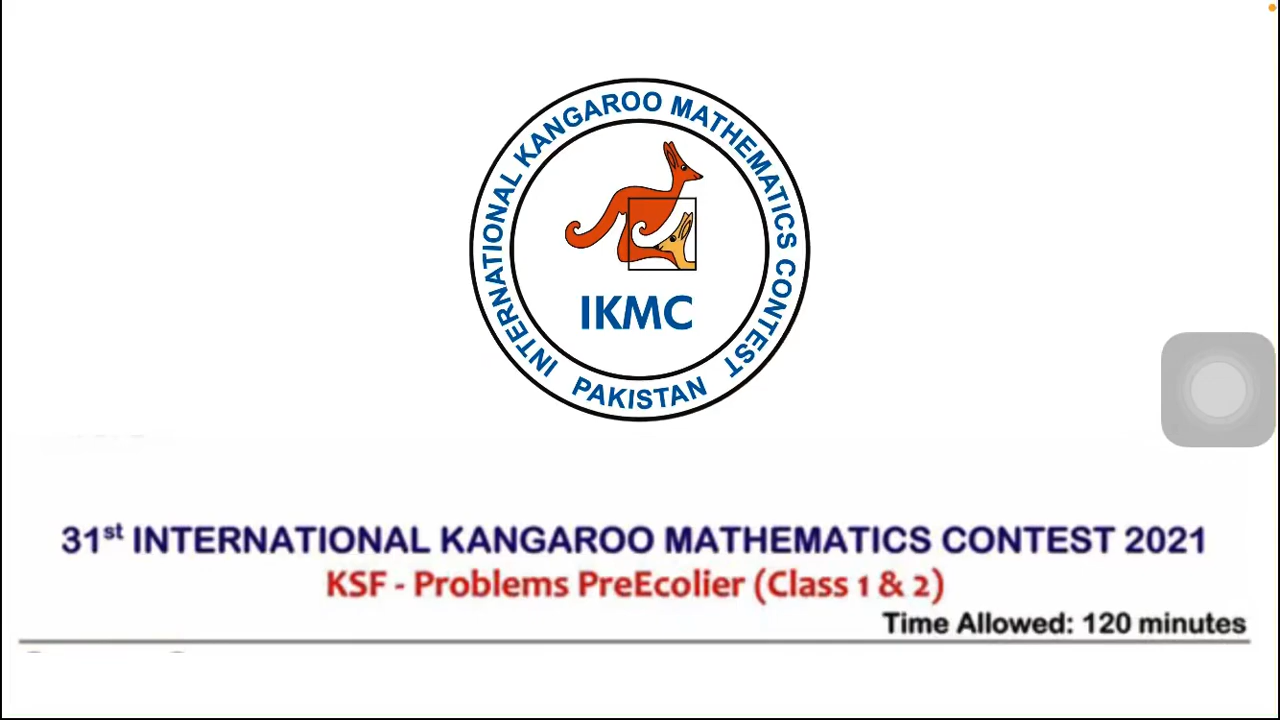 INTERNATIONAL KANGAROO MATHEMATICS CONTEST
PAKISTAN
IKMC
31st INTERNATIONAL KANGAROO MATHEMATICS CONTEST 2021
KSF - Problems PreEcolier (Class 1 & 2)
Time Allowed: 120 minutes